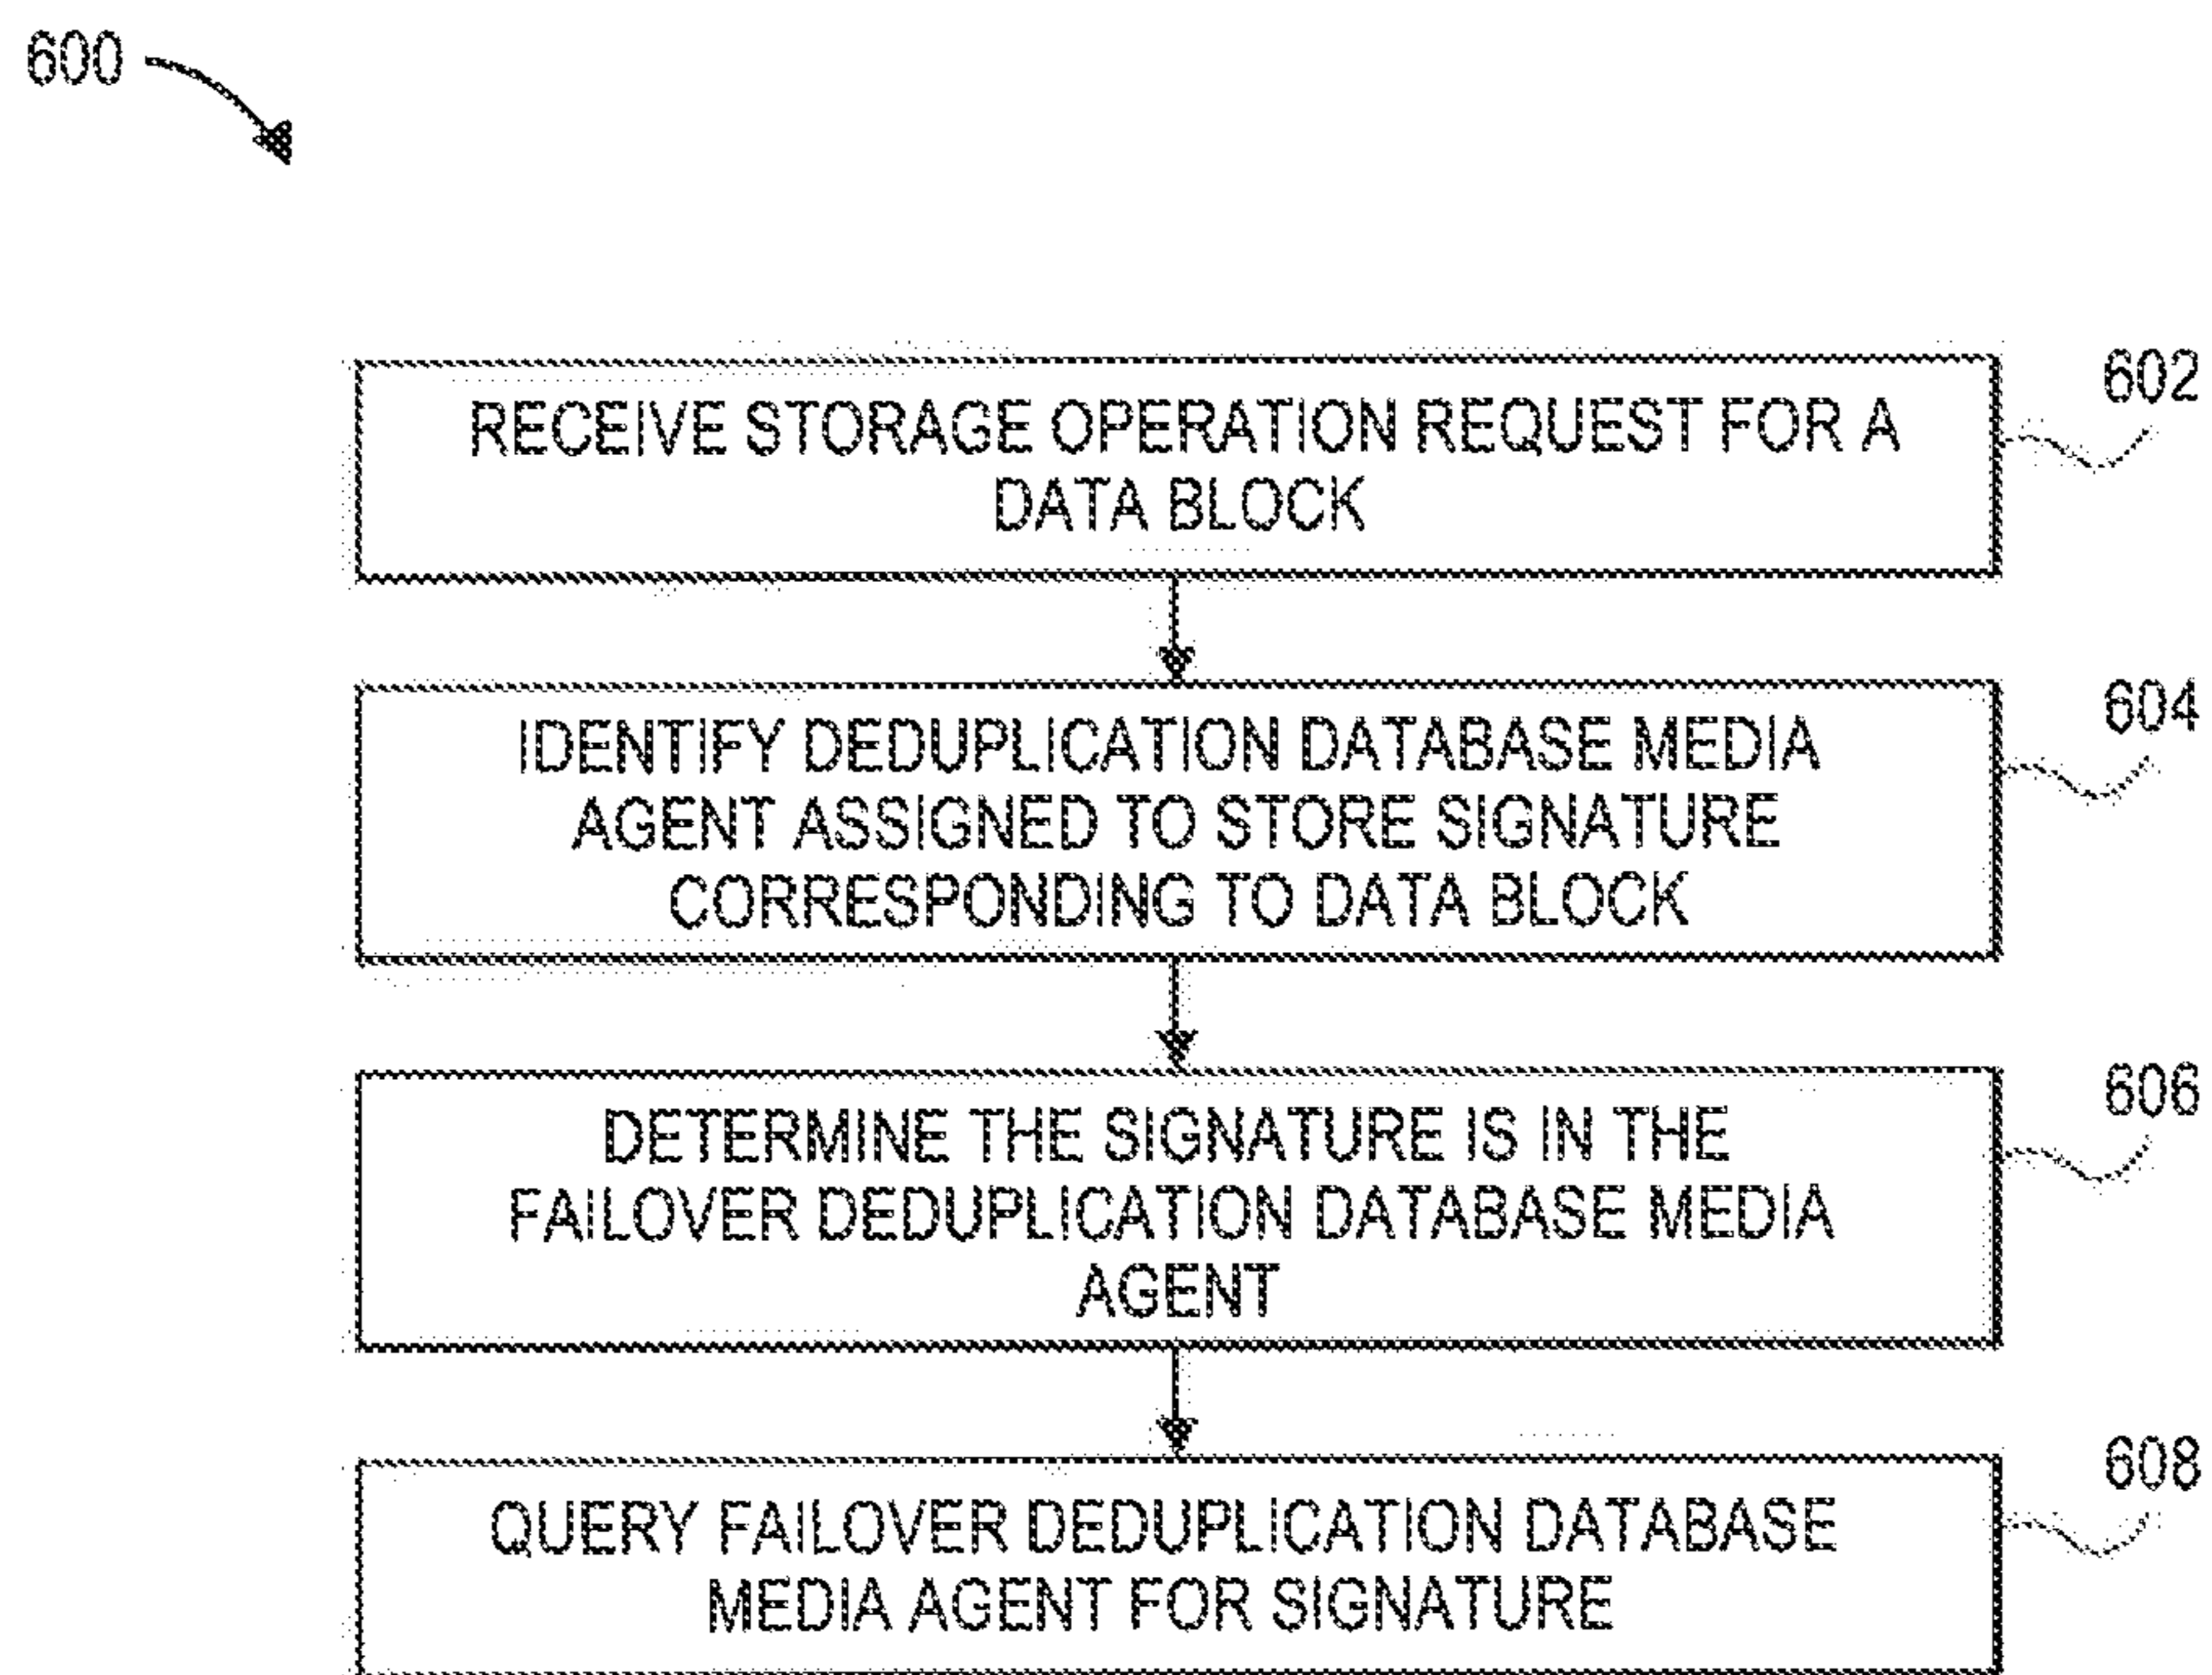 600
602
RECEIVE STORAGE OPERATION REQUEST FOR A
DATA BLOCK
604
IDENTIFY DEDUPLICATION DATABASE MEDIA
AGENT ASSIGNED TO STORE SIGNATURE
CORRESPONDING TO DATA BLOCK
606
DETERMINE THE SIGNATURE IS IN THE
FAILOVER DEDUPLICATION DATABASE MEDIA
AGENT
608
QUERY FAILOVER DEDUPLICATION DATABASE
MEDIA AGENT FOR SIGNATURE